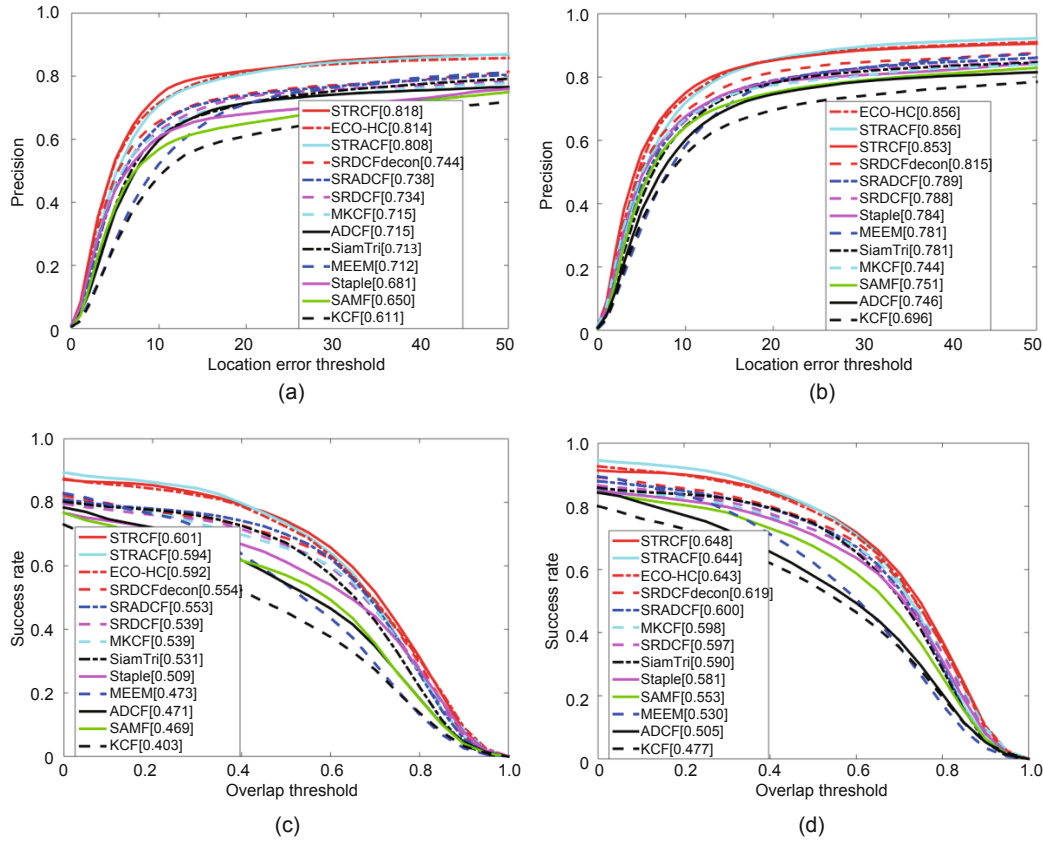 1.0
0.8
0.6
0.4
0.2
0
Precision
STRCF[0.818]
ECO-HC[0.814]
STRACF[0.808]
SRDCFdecon[0.744]
SRADCF[0.738]
SRDCF[0.734]
MKCF[0.715]
ADCF[0.715]
SiamTri[0.713]
MEEM[0.712]
Staple[0.681]
SAMF[0.650]
KCF[0.611]
0 10 20 30 40 50
Location error threshold
(a)
1.0
0.8
0.6
0.4
0.2
0
Precision
ECO-HC[0.856]
STRACF[0.856]
STRCF[0.853]
SRDCFdecon[0.815]
SRADCF[0.789]
SRDCF[0.788]
Staple[0.784]
MEEM[0.781]
SiamTri[0.781]
MKCF[0.744]
SAMF[0.751]
ADCF[0.746]
KCF[0.696]
0 10 20 30 40 50
Location error threshold
(b)
1.0
0.8
0.6
0.4
0.2
0
Success rate
STRCF[0.601]
STRACF[0.594]
ECO-HC[0.592]
SRDCFdecon[0.554]
SRADCF[0.553]
SRDCF[0.539]
MKCF[0.539]
SiamTri[0.531]
Staple[0.509]
MEEM[0.473]
ADCF[0.471]
SAMF[0.469]
KCF[0.403]
0 0.2 0.4 0.6 0.8 1.0
Overlap threshold
(c)
1.0
0.8
0.6
0.4
0.2
0
Success rate
STRCF[0.648]
STRACF[0.644]
ECO-HC[0.643]
SRDCFdecon[0.619]
SRADCF[0.600]
MKCF[0.598]
SRDCF[0.597]
SiamTri[0.590]
Staple[0.581]
SAMF[0.553]
MEEM[0.530]
ADCF[0.505]
KCF[0.477]
0 0.2 0.4 0.6 0.8 1.0
Overlap threshold
(d)